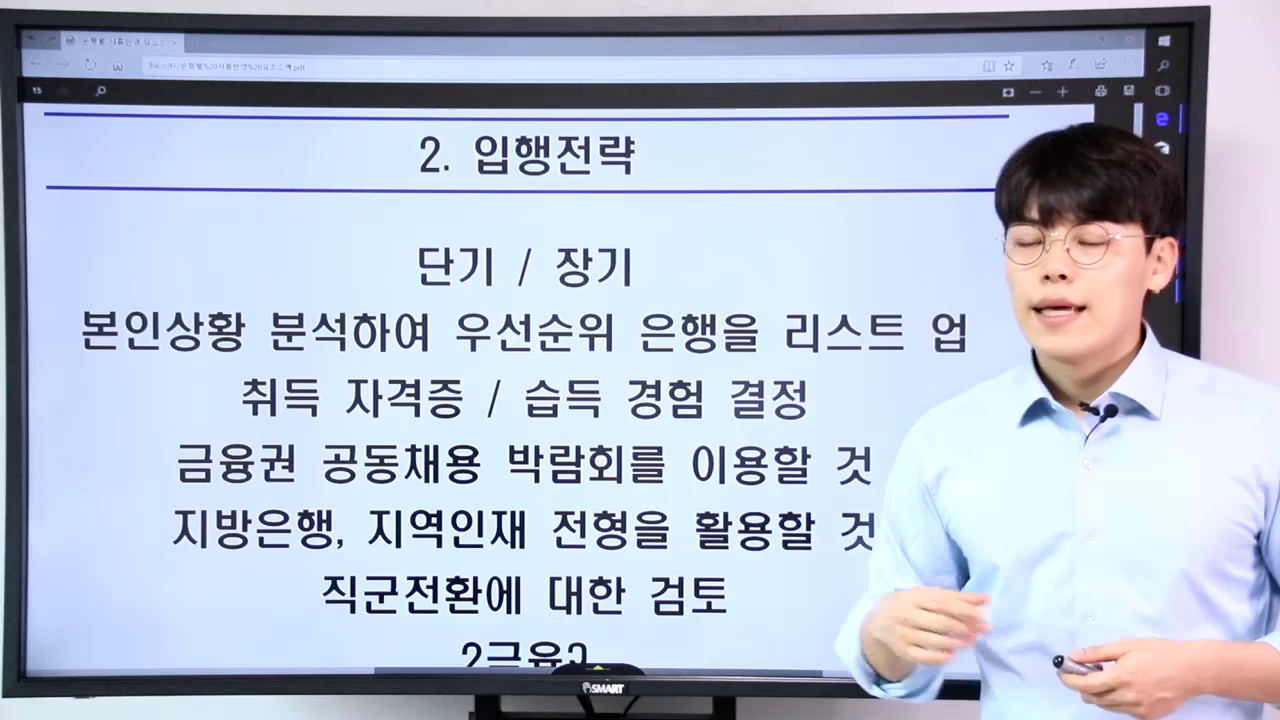 15
2. 입행전략
단기 / 장기
본인상황 분석하여 우선순위 은행을 리스트 업
취득 자격증 / 습득 경험 결정
금융권 공동채용 박람회를 이용할 것
지방은행, 지역인재 전형을 활용할 것
직군전환에 대한 검토
2금융
SMART